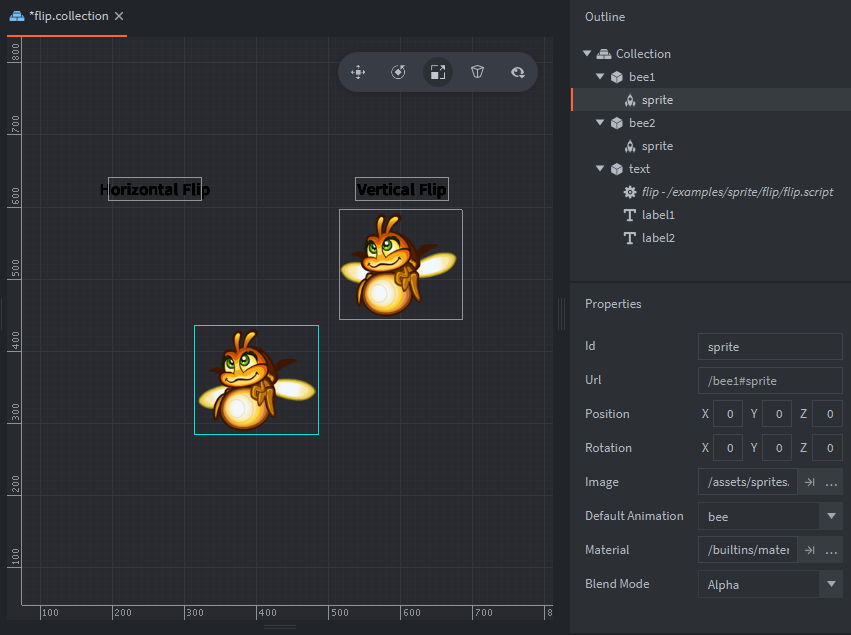 *flip.collection
800
700
600
500
400
300
200
100
100
200
300
400
500
600
700
8
Horizontal Flip
Vertical Flip
Outline
Collection
bee1
sprite
bee2
sprite
text
flip - /examples/sprite/flip/flip.script
label1
label2
Properties
Id sprite
Url /bee1#sprite
Position X 0 Y 0 Z 0
Rotation X 0 Y 0 Z 0
Image /assets/sprites. ...
Default Animation bee
Material /builtins/mater ...
Blend Mode Alpha